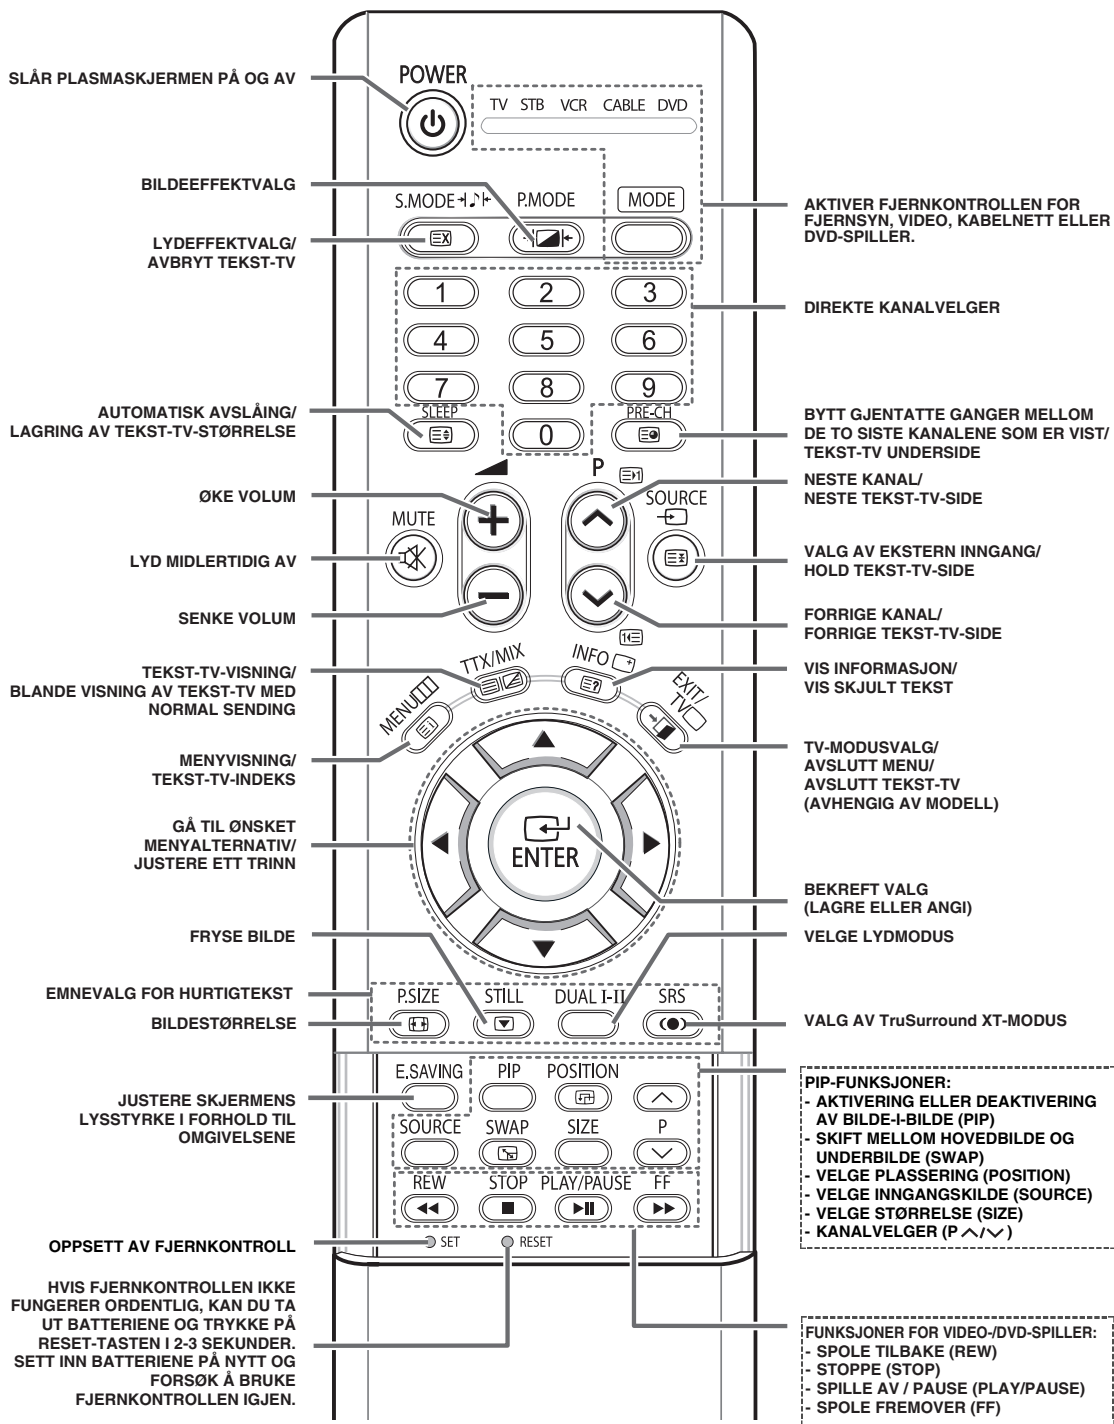 SLÅR PLASMASKJERMEN PÅ OG AV
BILDEEFFEKTVALG
LYDEFFEKTVALG/
AVBRYT TEKST-TV
AUTOMATISK AVSLÅING/
LAGRING AV TEKST-TV-STØRRELSE
ØKE VOLUM
LYD MIDLERTIDIG AV
SENKE VOLUM
TEKST-TV-VISNING/
BLANDE VISNING AV TEKST-TV MED
NORMAL SENDING
MENYVISNING/
TEKST-TV-INDEKS
GÅ TIL ØNSKET
MENYALTERNATIV/
JUSTERE ETT TRINN
FRYSE BILDE
EMNEVALG FOR HURTIGTEKST
BILDESTØRRELSE
JUSTERE SKJERMENS
LYSSTYRKE I FORHOLD TIL
OMGIVELSENE
OPPSETT AV FJERNKONTROLL
HVIS FJERNKONTROLLEN IKKE
FUNGERER ORDENTLIG, KAN DU TA
UT BATTERIENE OG TRYKKE PÅ
RESET-TASTEN I 2-3 SEKUNDER.
SETT INN BATTERIENE PÅ NYTT OG
FORSØK Å BRUKE
FJERNKONTROLLEN IGJEN.
POWER
TV STB VCR CABLE DVD
S.MODE P.MODE MODE
1 2 3
4 5 6
7 8 9
SLEEP 0 PRE-CH
P
SOURCE
MUTE
TTX/MIX INFO
MENU EXIT/
TV
ENTER
P.SIZE STILL DUAL I-II SRS
E.SAVING PIP POSITION
SOURCE SWAP SIZE P
REW STOP PLAY/PAUSE FF
SET RESET
AKTIVER FJERNKONTROLLEN FOR
FJERNSYN, VIDEO, KABELNETT ELLER
DVD-SPILLER.
DIREKTE KANALVELGER
BYTT GJENTATTE GANGER MELLOM
DE TO SISTE KANALENE SOM ER VIST/
TEKST-TV UNDERSIDE
NESTE KANAL/
NESTE TEKST-TV-SIDE
VALG AV EKSTERN INNGANG/
HOLD TEKST-TV-SIDE
FORRIGE KANAL/
FORRIGE TEKST-TV-SIDE
VIS INFORMASJON/
VIS SKJULT TEKST
TV-MODUSVALG/
AVSLUTT MENU/
AVSLUTT TEKST-TV
(AVHENGIG AV MODELL)
BEKREFT VALG
(LAGRE ELLER ANGI)
VELGE LYDMODUS
VALG AV TruSurround XT-MODUS
PIP-FUNKSJONER:
- AKTIVERING ELLER DEAKTIVERING
AV BILDE-I-BILDE (PIP)
- SKIFT MELLOM HOVEDBILDE OG
UNDERBILDE (SWAP)
- VELGE PLASSERING (POSITION)
- VELGE INNGANGSKILDE (SOURCE)
- VELGE STØRRELSE (SIZE)
- KANALVELGER (P ︿/﹀)
FUNKSJONER FOR VIDEO-/DVD-SPILLER:
- SPOLE TILBAKE (REW)
- STOPPE (STOP)
- SPILLE AV / PAUSE (PLAY/PAUSE)
- SPOLE FREMOVER (FF)